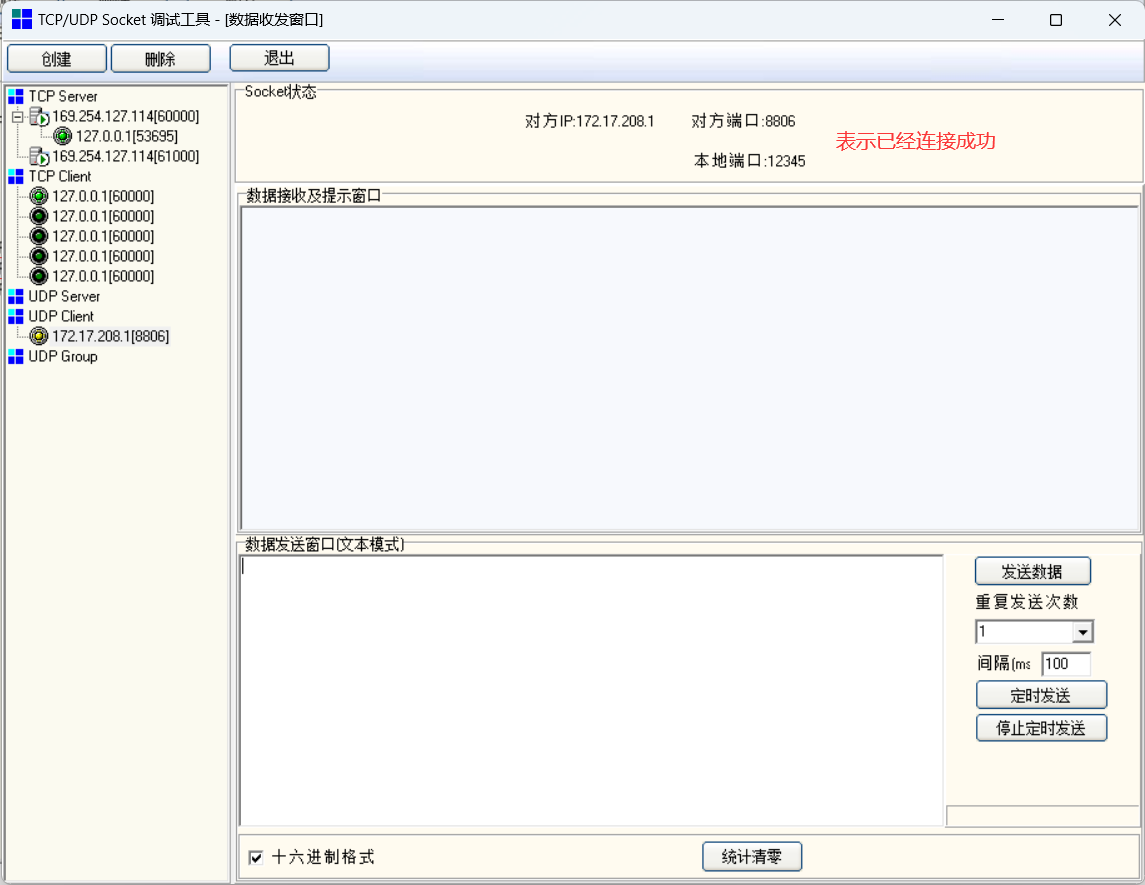 TCP/UDP Socket 调试工具 - [数据收发窗口]
创建
删除
退出
TCP Server
169.254.127.114[60000]
127.0.0.1[53695]
169.254.127.114[61000]
TCP Client
127.0.0.1[60000]
127.0.0.1[60000]
127.0.0.1[60000]
127.0.0.1[60000]
127.0.0.1[60000]
UDP Server
UDP Client
172.17.208.1[8806]
UDP Group
Socket状态
对方IP:172.17.208.1
对方端口:8806
本地端口:12345
表示已经连接成功
数据接收及提示窗口
数据发送窗口(文本模式)
发送数据
重复发送次数
1
间隔(ms
100
定时发送
停止定时发送
十六进制格式
统计清零